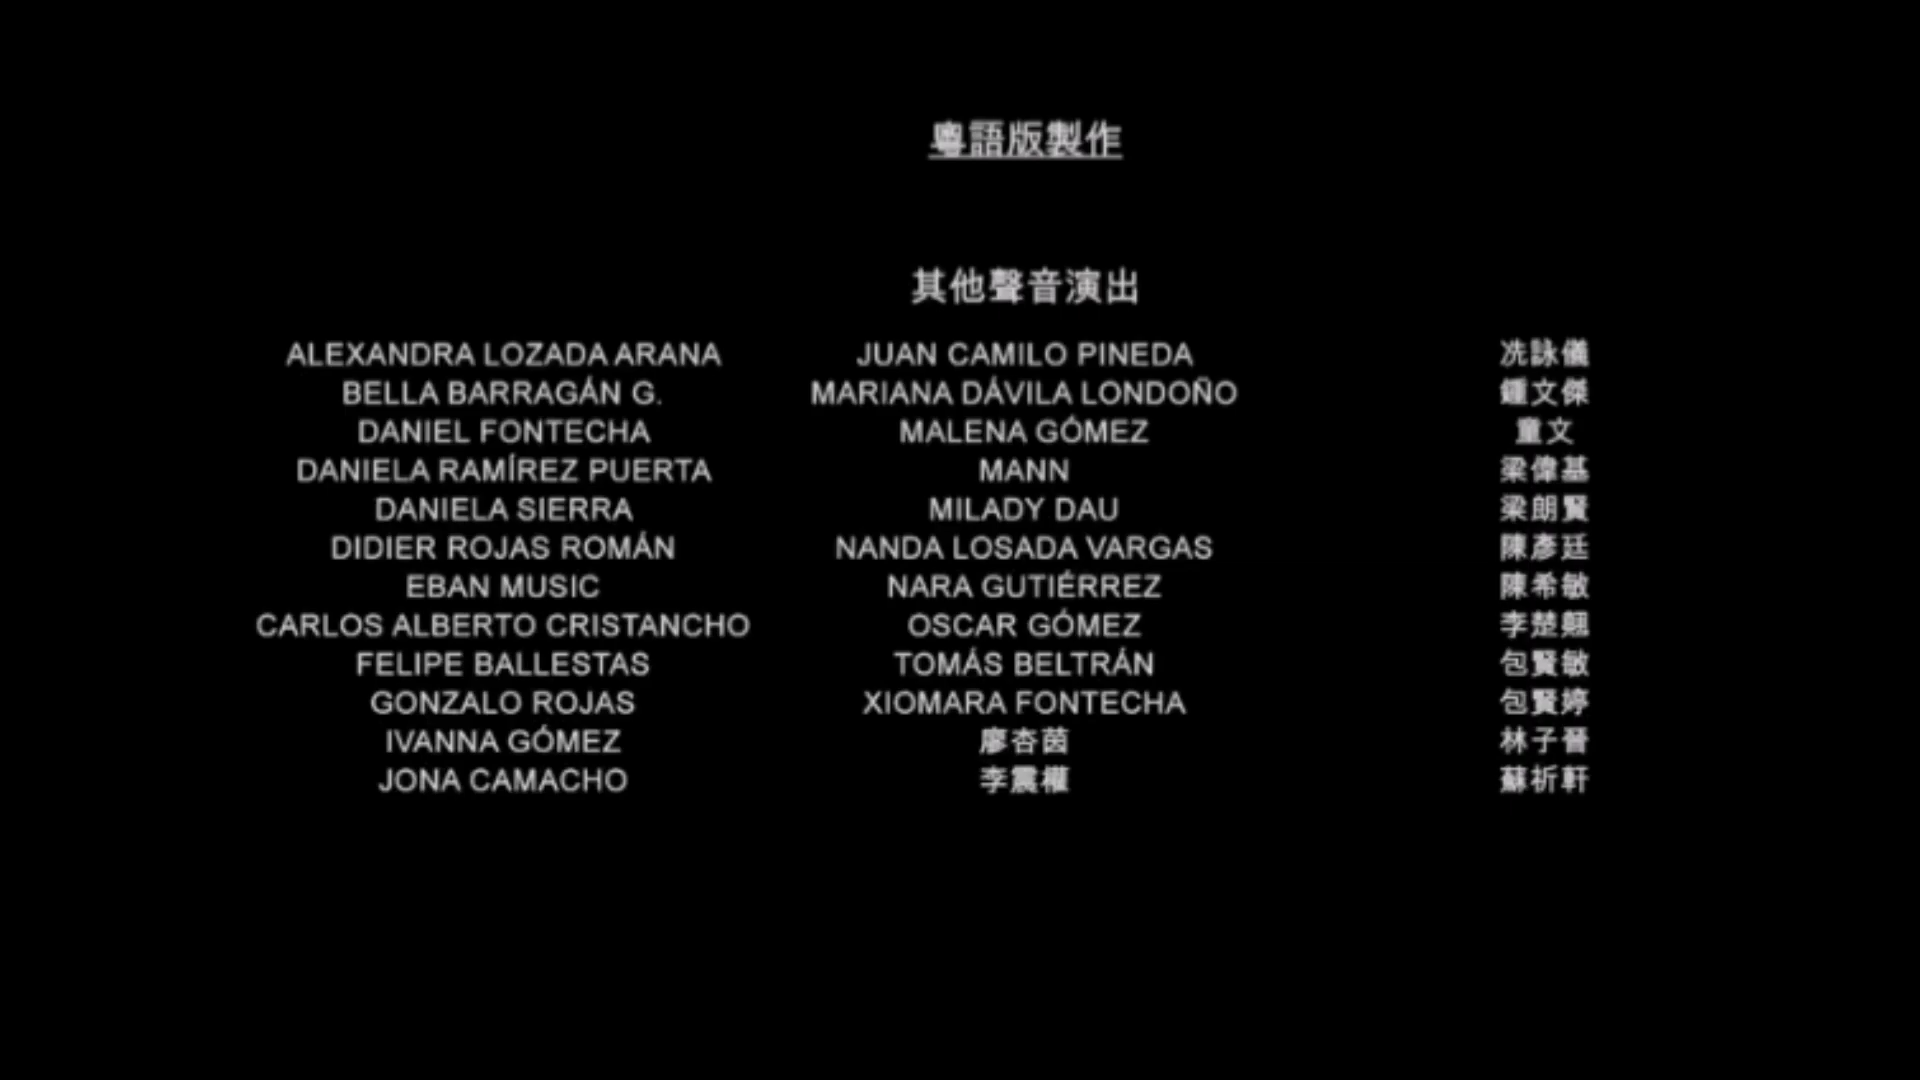 粵語版製作
其他聲音演出
ALEXANDRA LOZADA ARANA JUAN CAMILO PINEDA 冼詠儀
BELLA BARRAGÁN G. MARIANA DÁVILA LONDOÑO 鍾文傑
DANIEL FONTECHA MALENA GÓMEZ 童文
DANIELA RAMÍREZ PUERTA MANN 梁偉基
DANIELA SIERRA MILADY DAU 梁朗賢
DIDIER ROJAS ROMÁN NANDA LOSADA VARGAS 陳彥廷
EBAN MUSIC NARA GUTIÉRREZ 陳希敏
CARLOS ALBERTO CRISTANCHO OSCAR GÓMEZ 李楚翹
FELIPE BALLESTAS TOMÁS BELTRÁN 包賢敏
GONZALO ROJAS XIOMARA FONTECHA 包賢婷
IVANNA GÓMEZ 廖杏茵 林子晉
JONA CAMACHO 李震權 蘇祈軒